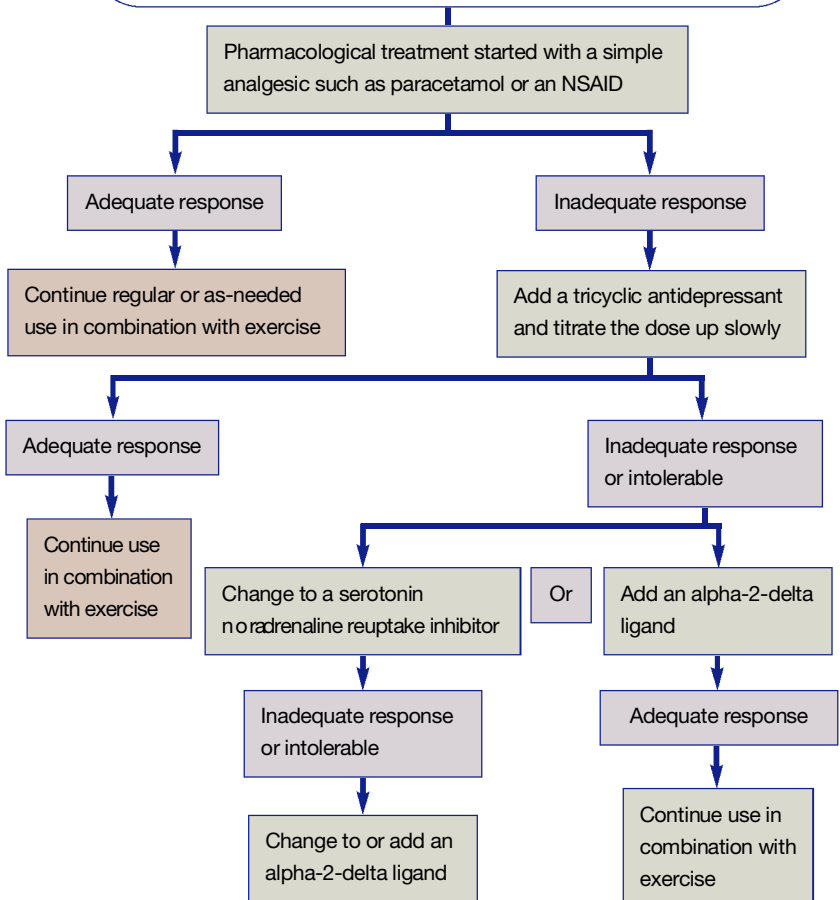 Pharmacological treatment started with a simple
analgesic such as paracetamol or an NSAID
Adequate response
Inadequate response
Continue regular or as-needed
use in combination with exercise
Add a tricyclic antidepressant
and titrate the dose up slowly
Adequate response
Inadequate response
or intolerable
Continue use
in combination
with exercise
Change to a serotonin
noradrenaline reuptake inhibitor
Or
Add an alpha-2-delta
ligand
Inadequate response
or intolerable
Adequate response
Change to or add an
alpha-2-delta ligand
Continue use in
combination with
exercise